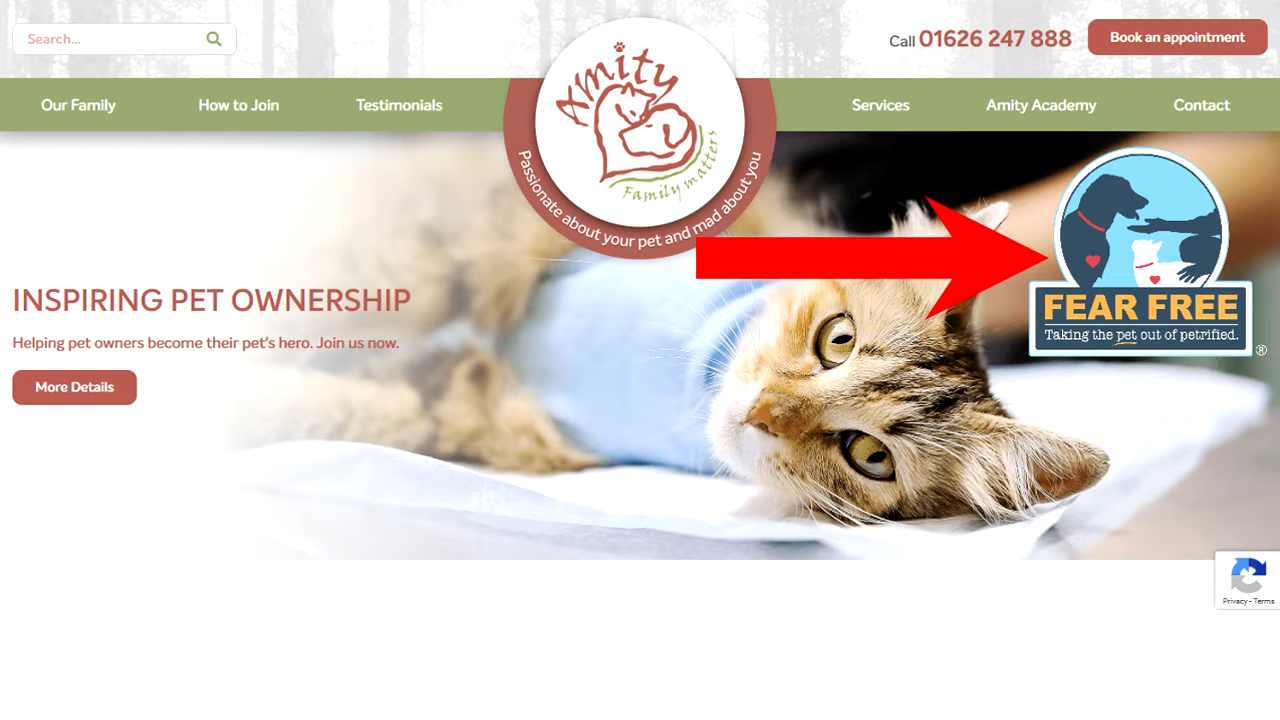 Search...
Call 01626 247 888
Book an appointment
Our Family
How to Join
Testimonials
Amity
Family matters
Passionate about your pet and mad about you
Services
Amity Academy
Contact
INSPIRING PET OWNERSHIP
Helping pet owners become their pet's hero. Join us now.
More Details
FEAR FREE
Taking the pet out of petrified.
®
Privacy - Terms